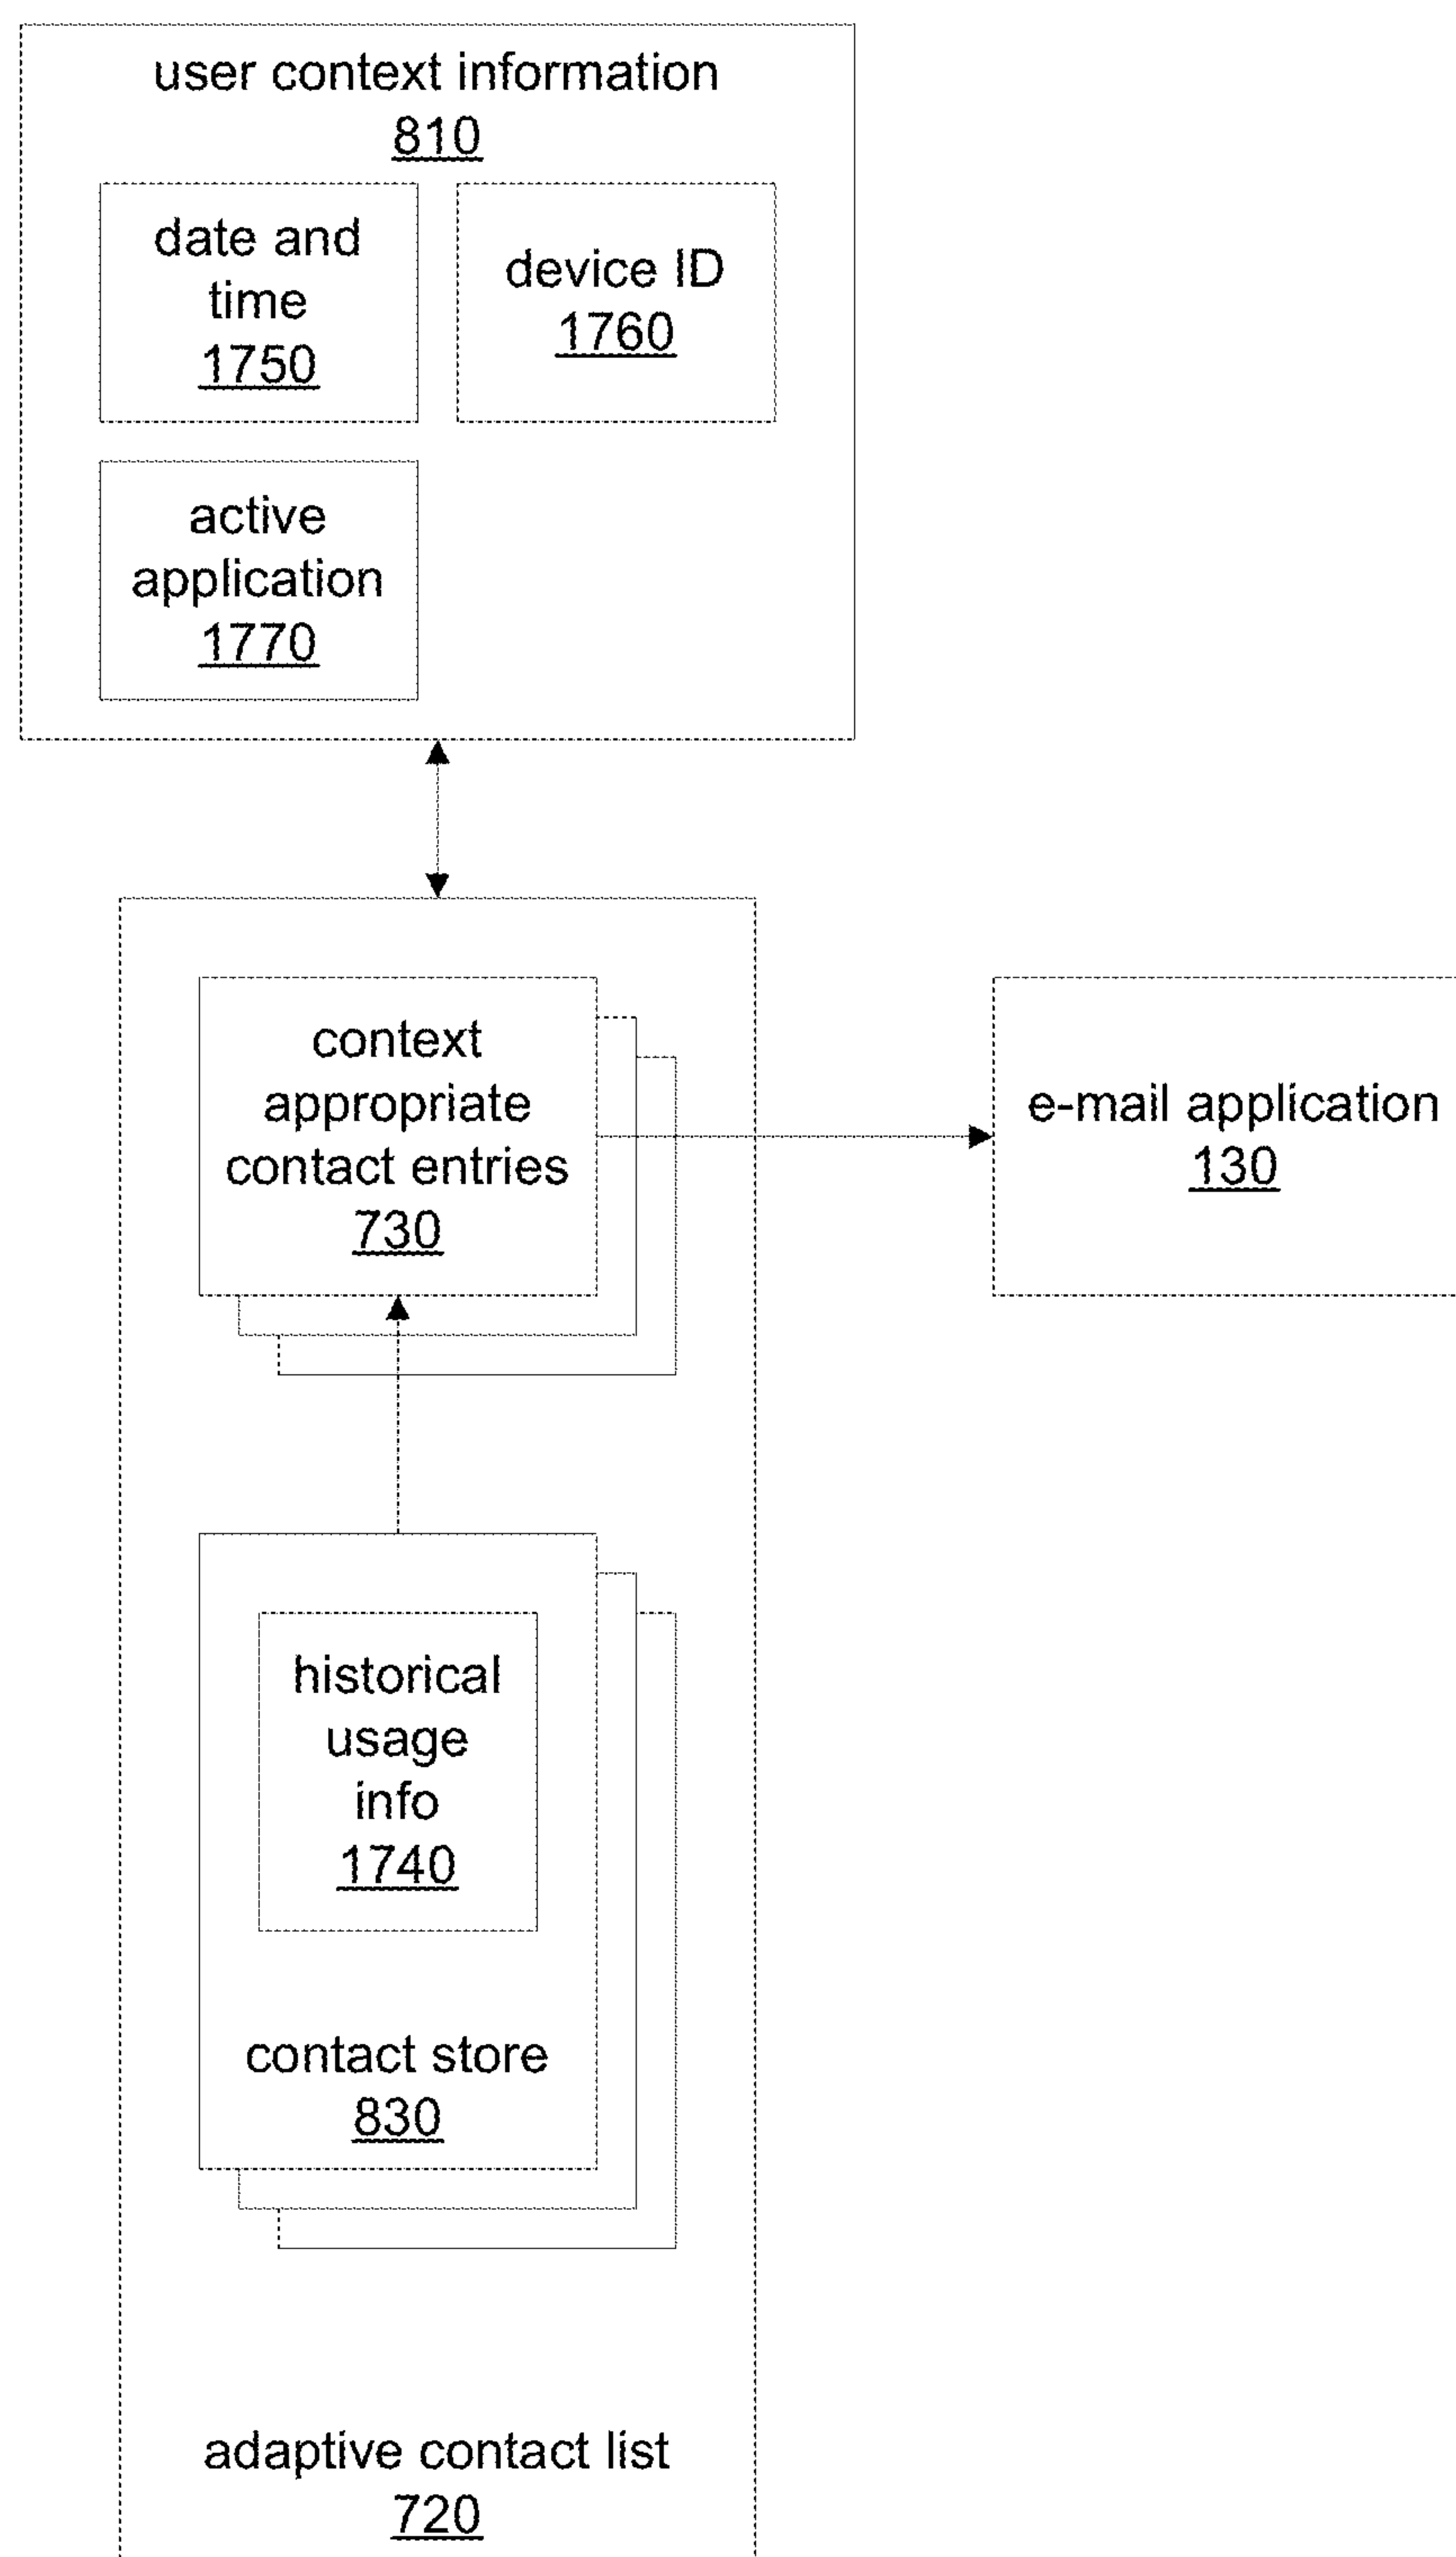 user context information
810
date and
time
1750
device ID
1760
active
application
1770
context
appropriate
contact entries
730
e-mail application
130
historical
usage
info
1740
contact store
830
adaptive contact list
720